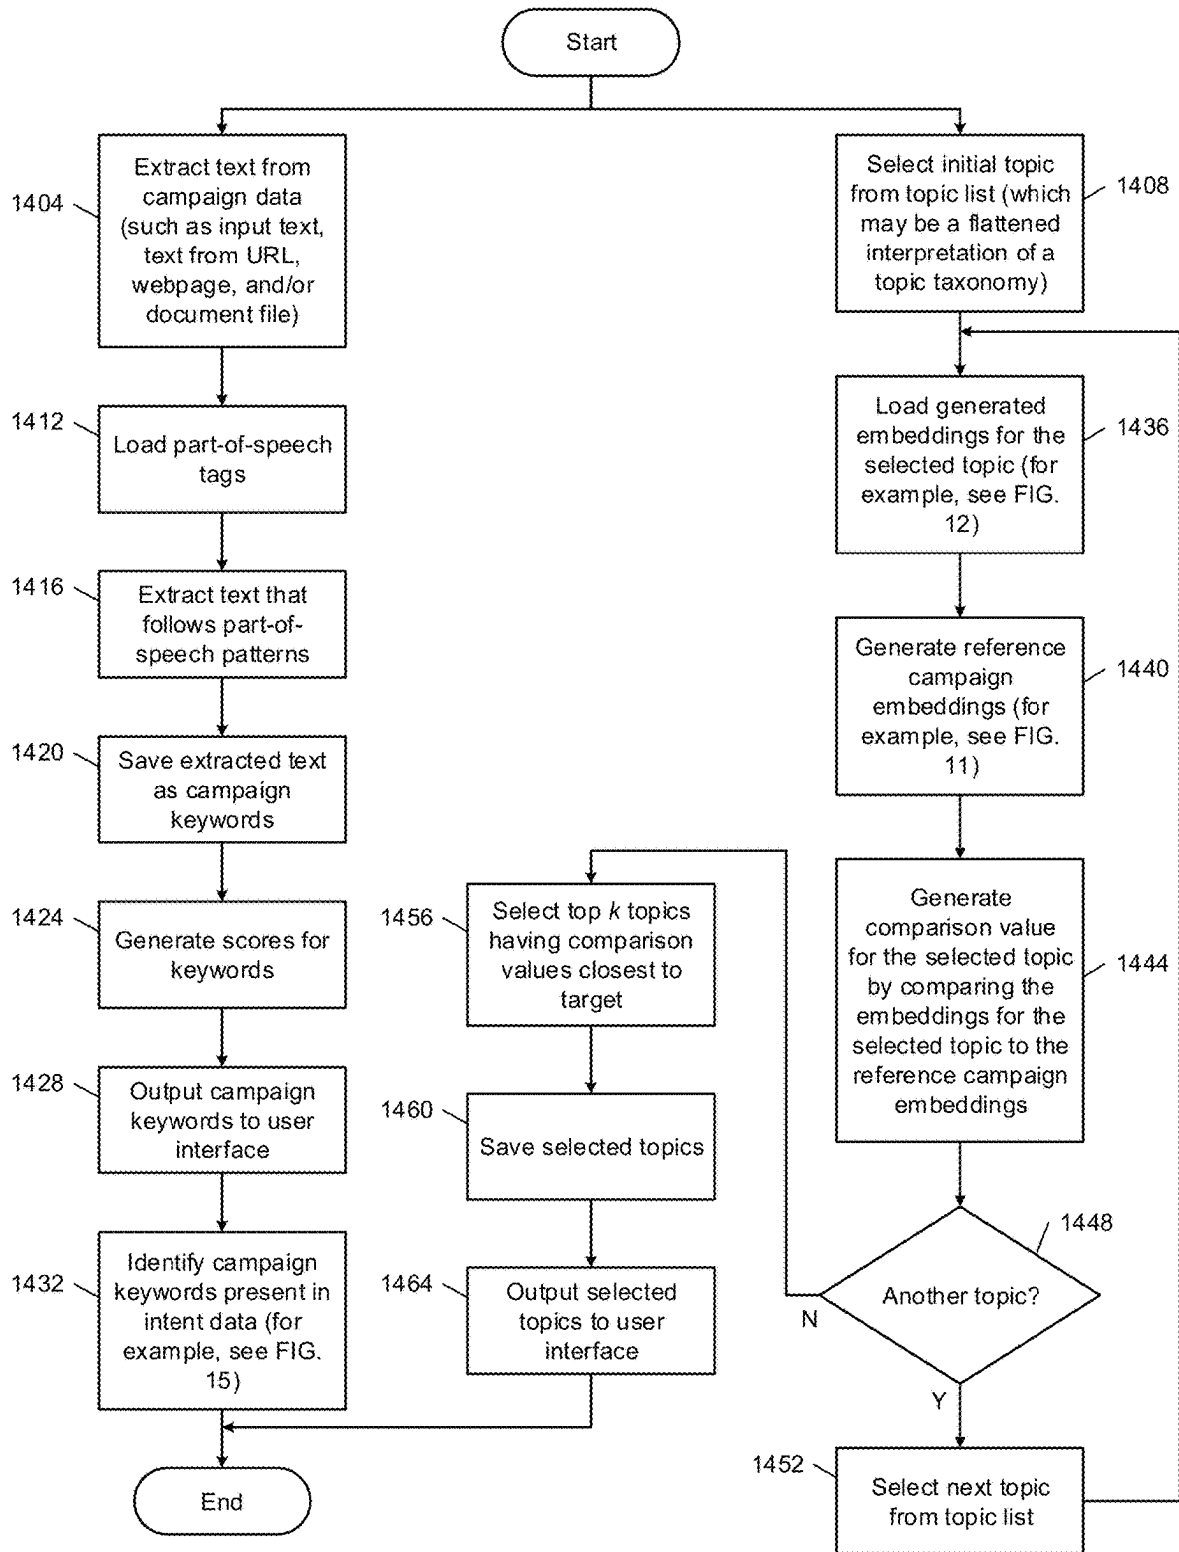 Start
1404
Extract text from
campaign data
(such as input text,
text from URL,
webpage, and/or
document file)
1412
Load part-of-speech
tags
1416
Extract text that
follows part-of-
speech patterns
1420
Save extracted text
as campaign
keywords
1424
Generate scores for
keywords
1428
Output campaign
keywords to user
interface
1432
Identify campaign
keywords present in
intent data (for
example, see FIG.
15)
End
1408
Select initial topic
from topic list (which
may be a flattened
interpretation of a
topic taxonomy)
1436
Load generated
embeddings for the
selected topic (for
example, see FIG.
12)
1440
Generate reference
campaign
embeddings (for
example, see FIG.
11)
1444
Generate
comparison value
for the selected topic
by comparing the
embeddings for the
selected topic to the
reference campaign
embeddings
1448
Another topic?
N
Y
1452
Select next topic
from topic list
1456
Select top k topics
having comparison
values closest to
target
1460
Save selected topics
1464
Output selected
topics to user
interface